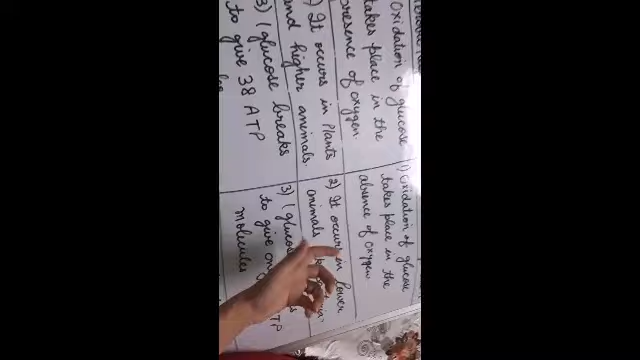 Oxidation of glucose
takes place in the
presence of oxygen.
It occurs in Plants
and higher animals.
3) 1 glucose breaks
to give 38 ATP
1) Oxidation of glucose
takes place in the
absence of oxygen
2) It occurs in lower
animals
3) 1 glucose
to give
molecules